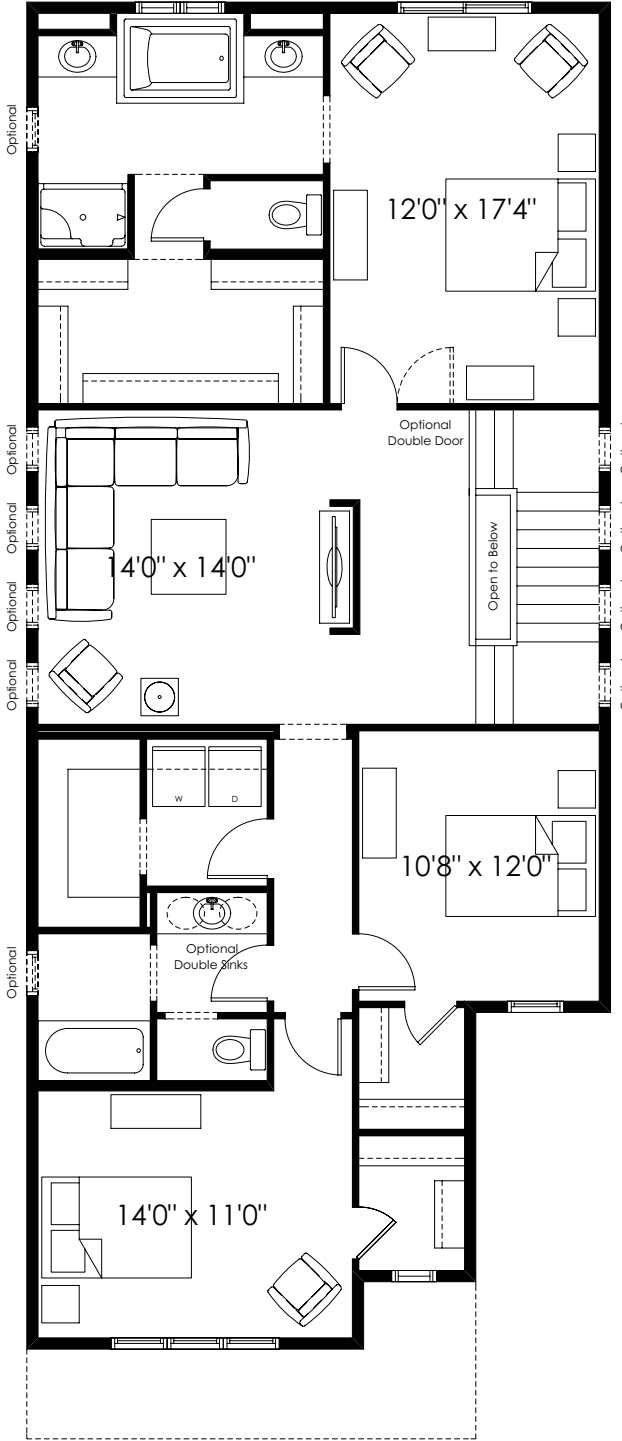 Optional
12'0" x 17'4"
Optional
Double Door
Optional
Optional
Optional
Optional
14'0" x 14'0"
Open to Below
W
D
10'8" x 12'0"
Optional
Double Sinks
Optional
14'0" x 11'0"